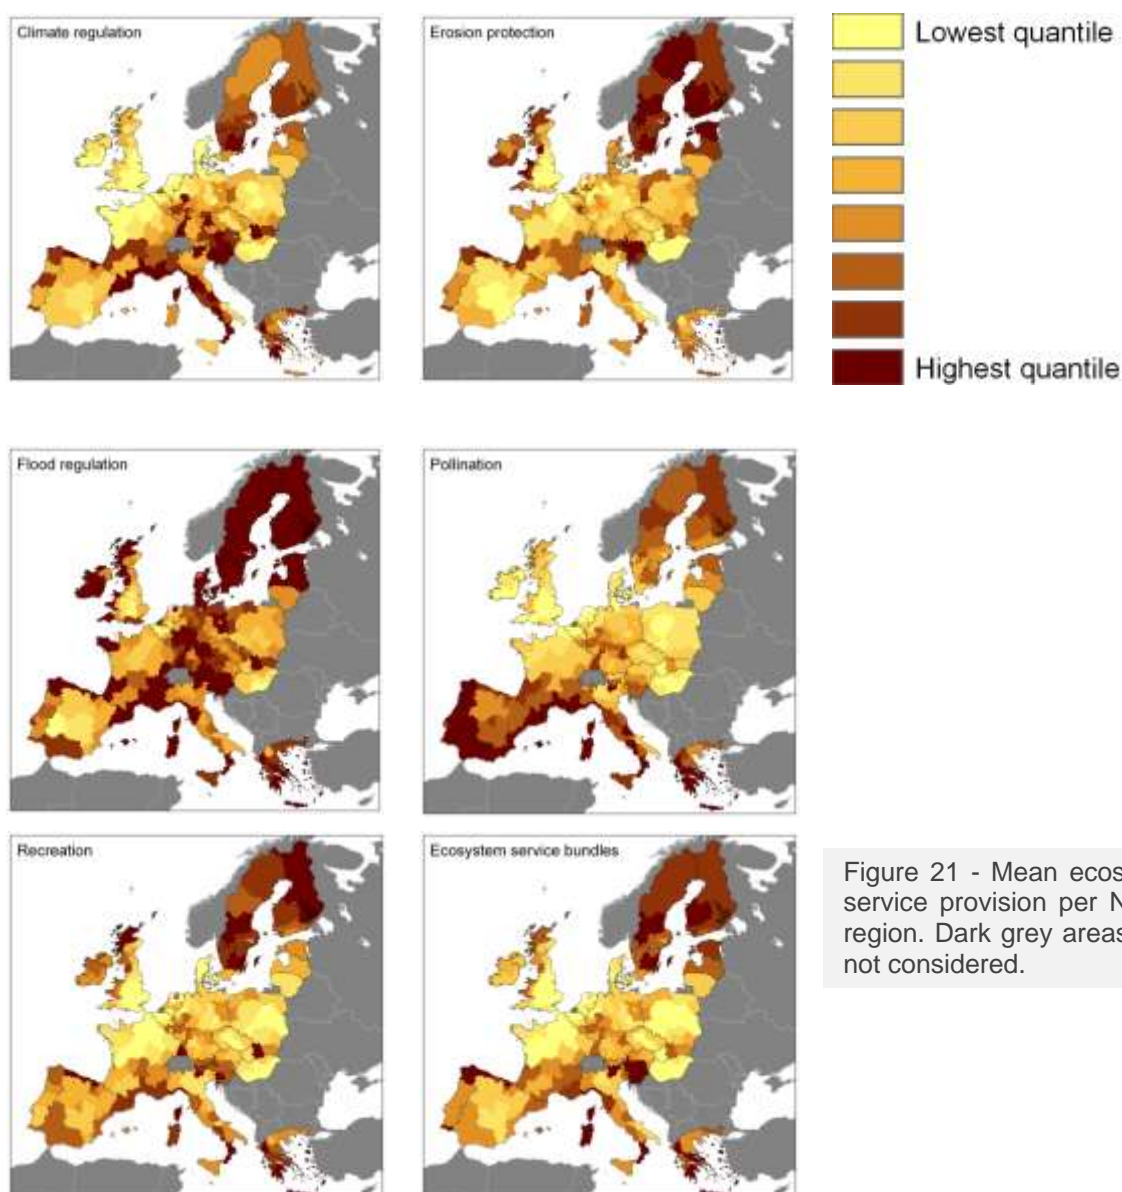 Climate regulation
Erosion protection
Lowest quantile
Highest quantile
Flood regulation
Pollination
Recreation
Ecosystem service bundles
Figure 21 - Mean ecos
service provision per N
region. Dark grey areas
not considered.